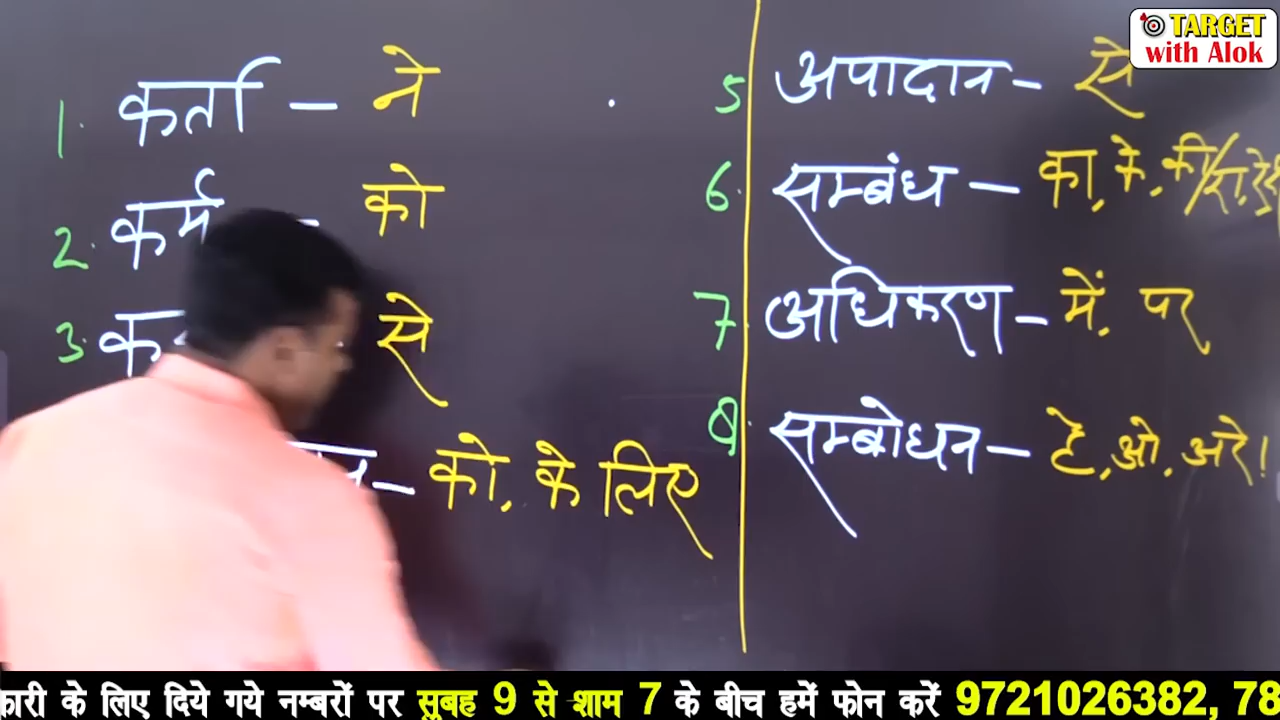 TARGET
with Alok
1. कर्ता – ने
2. कर्म – को
3. से
को, के लिए
5 अपादान – से
6. सम्बंध – का, के, की/
7 अधिकरण – में, पर
8. सम्बोधन – हे, ओ, अरे!
कारी के लिए दिये गये नम्बरों पर सुबह 9 से शाम 7 के बीच हमें फोन करें 9721026382, 78